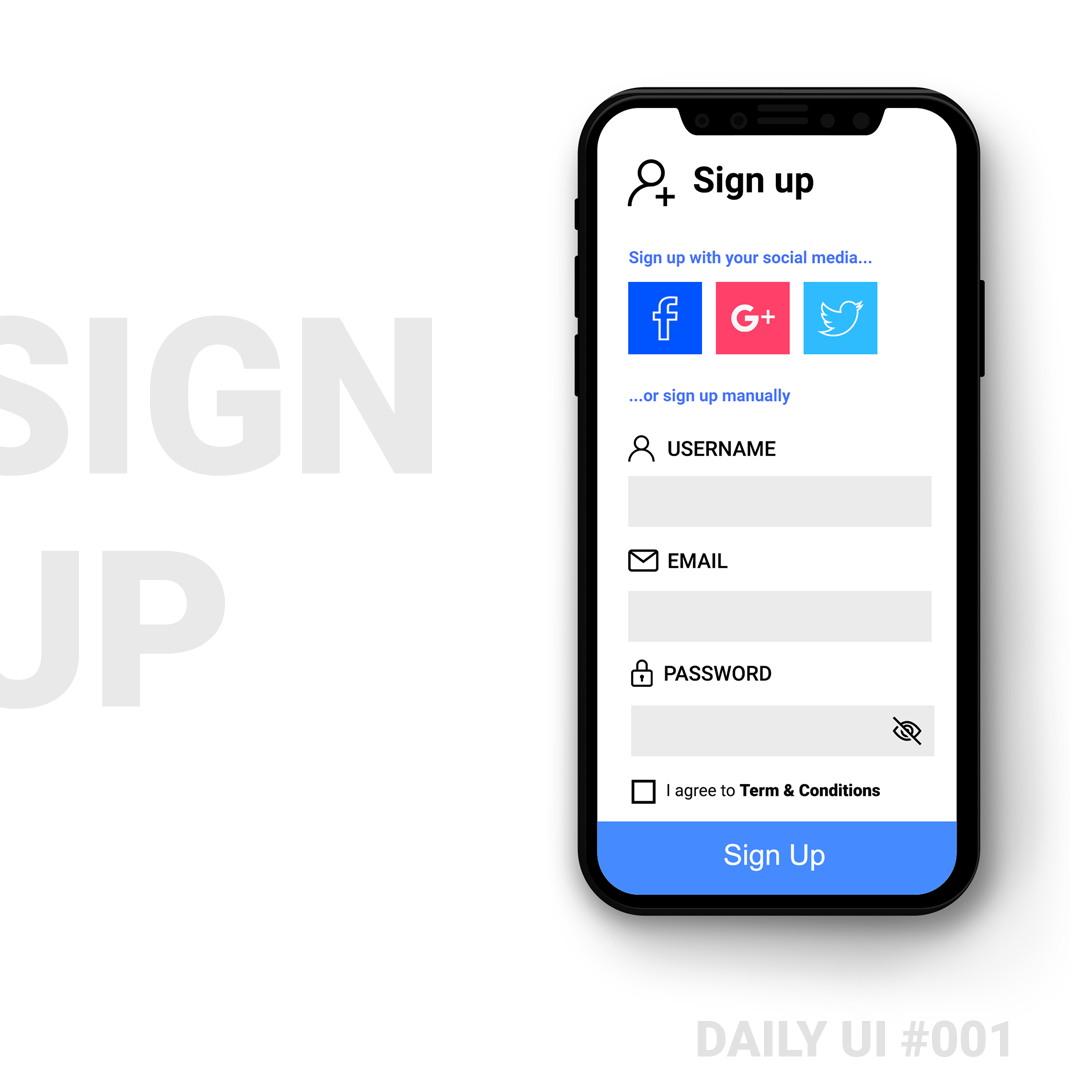 SIGN
UP
Sign up
Sign up with your social media...
f
G+
...or sign up manually
USERNAME
EMAIL
PASSWORD
I agree to Term & Conditions
Sign Up
DAILY UI #001